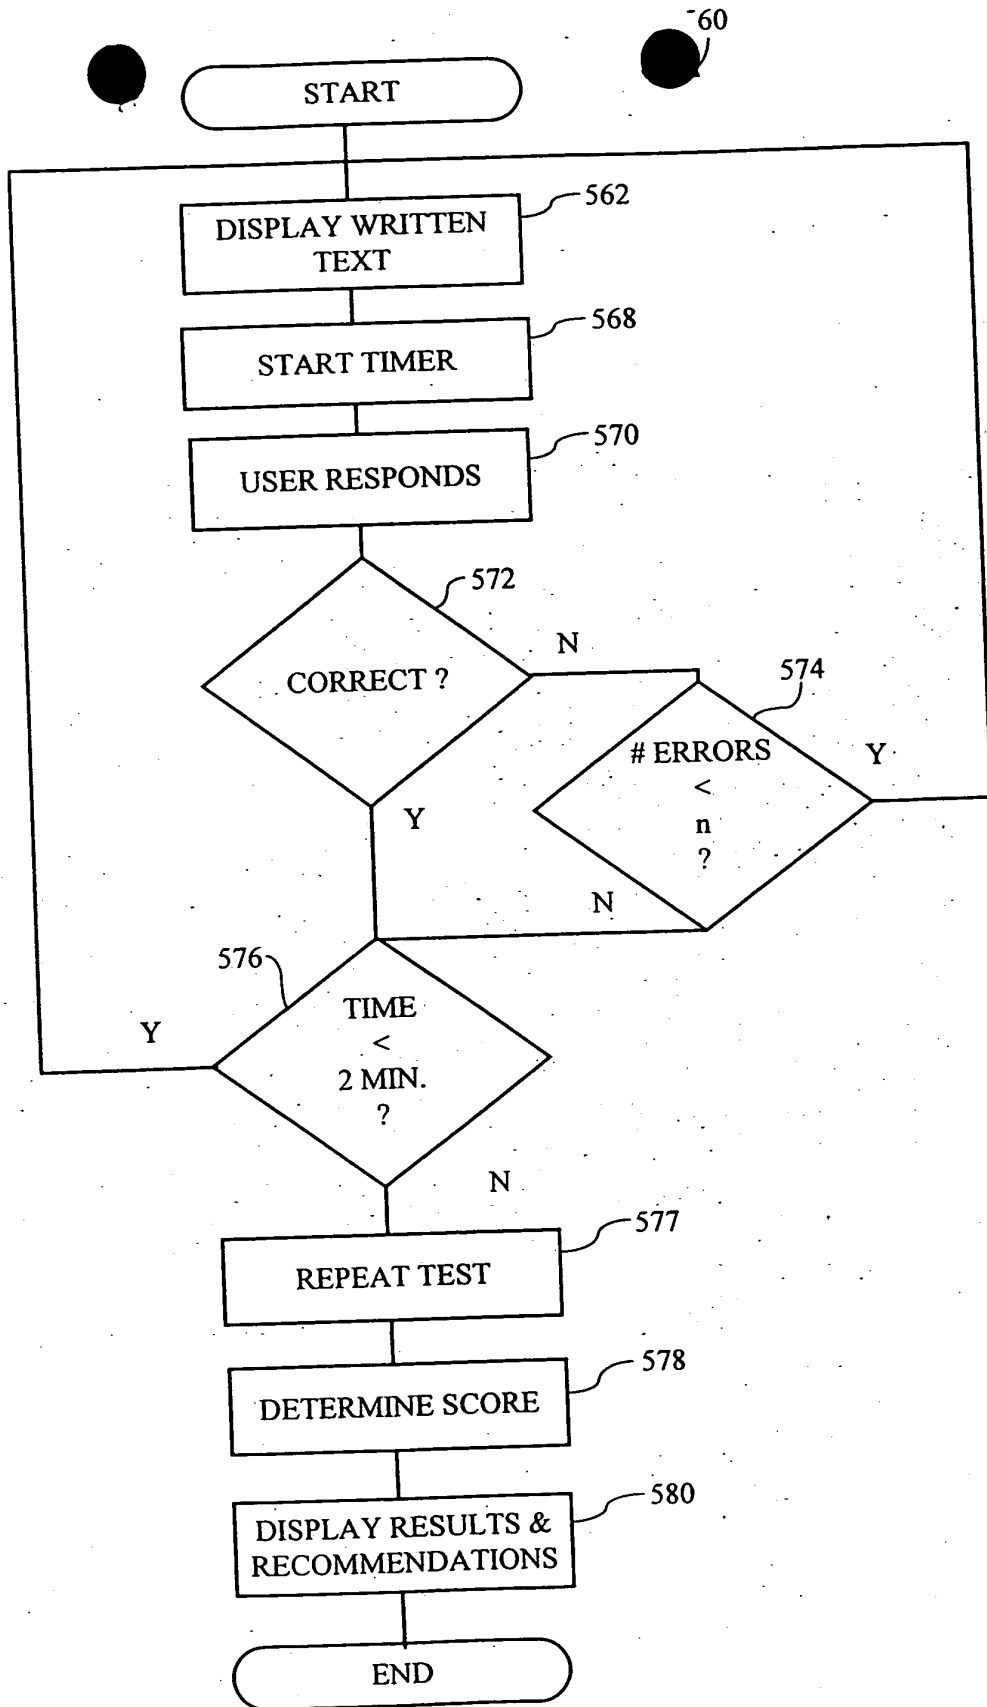 60
START
562
DISPLAY WRITTEN
TEXT
568
START TIMER
570
USER RESPONDS
572
CORRECT ?
N
574
# ERRORS
<
n
?
Y
Y
N
576
TIME
<
2 MIN.
?
Y
N
577
REPEAT TEST
578
DETERMINE SCORE
580
DISPLAY RESULTS &
RECOMMENDATIONS
END